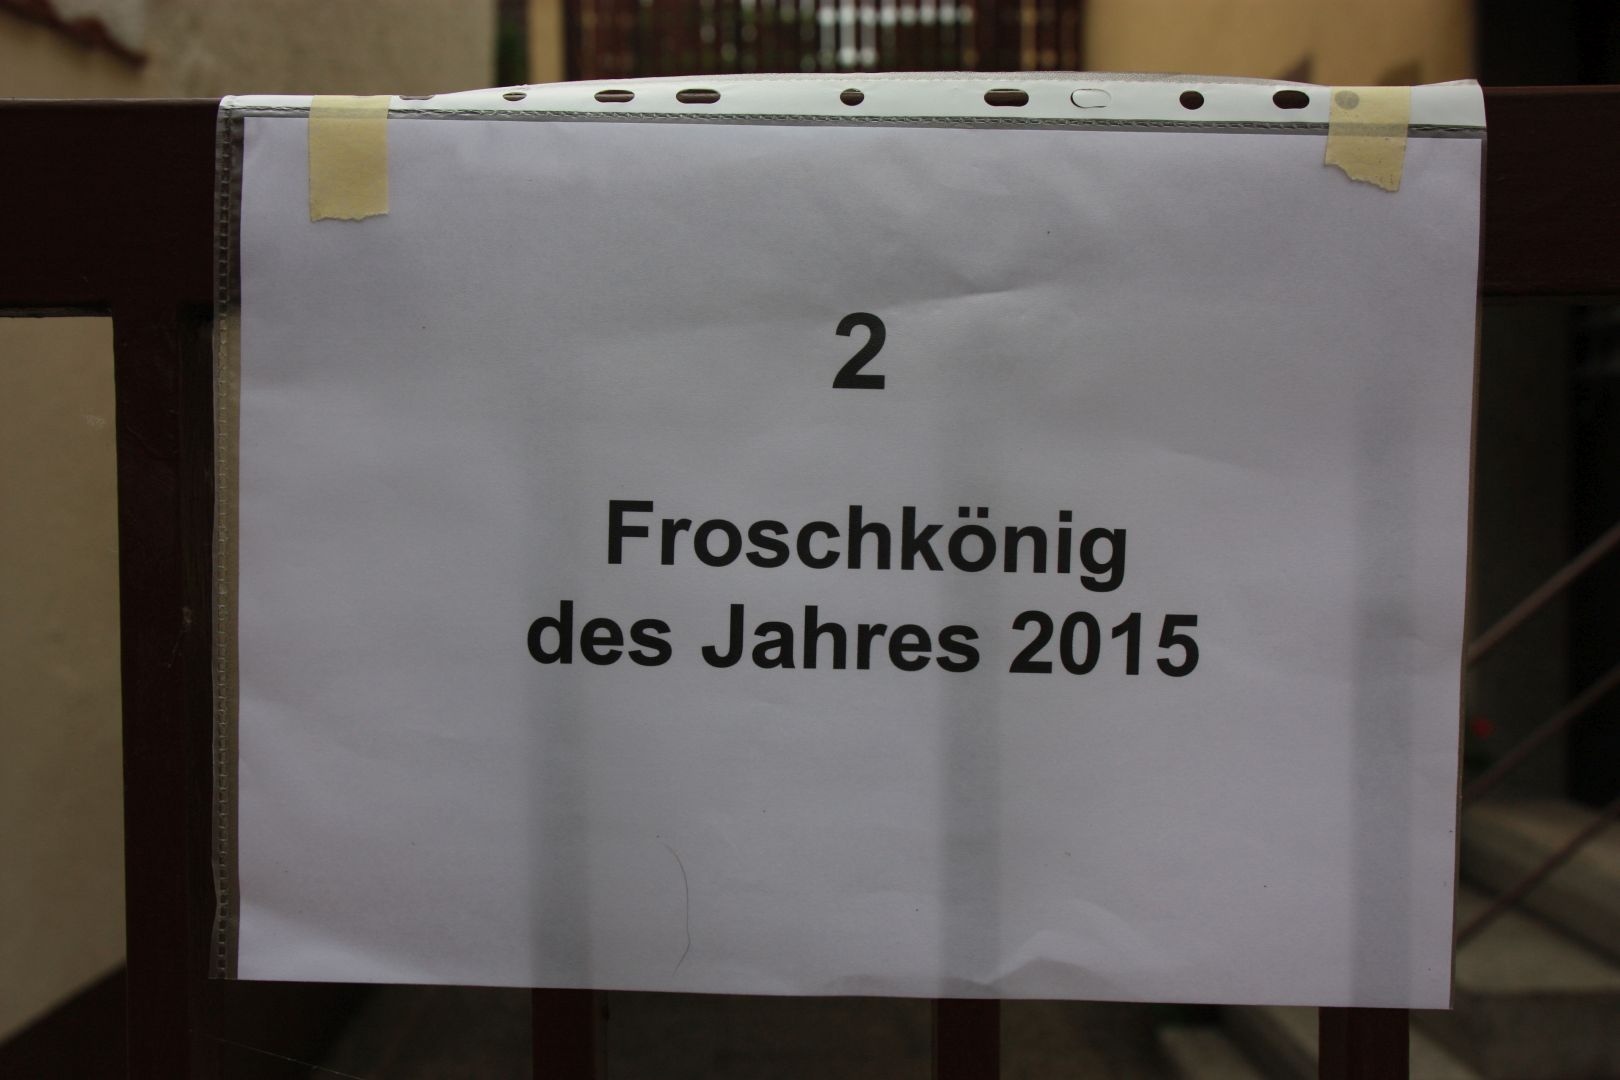 2
Froschkönig
des Jahres 2015